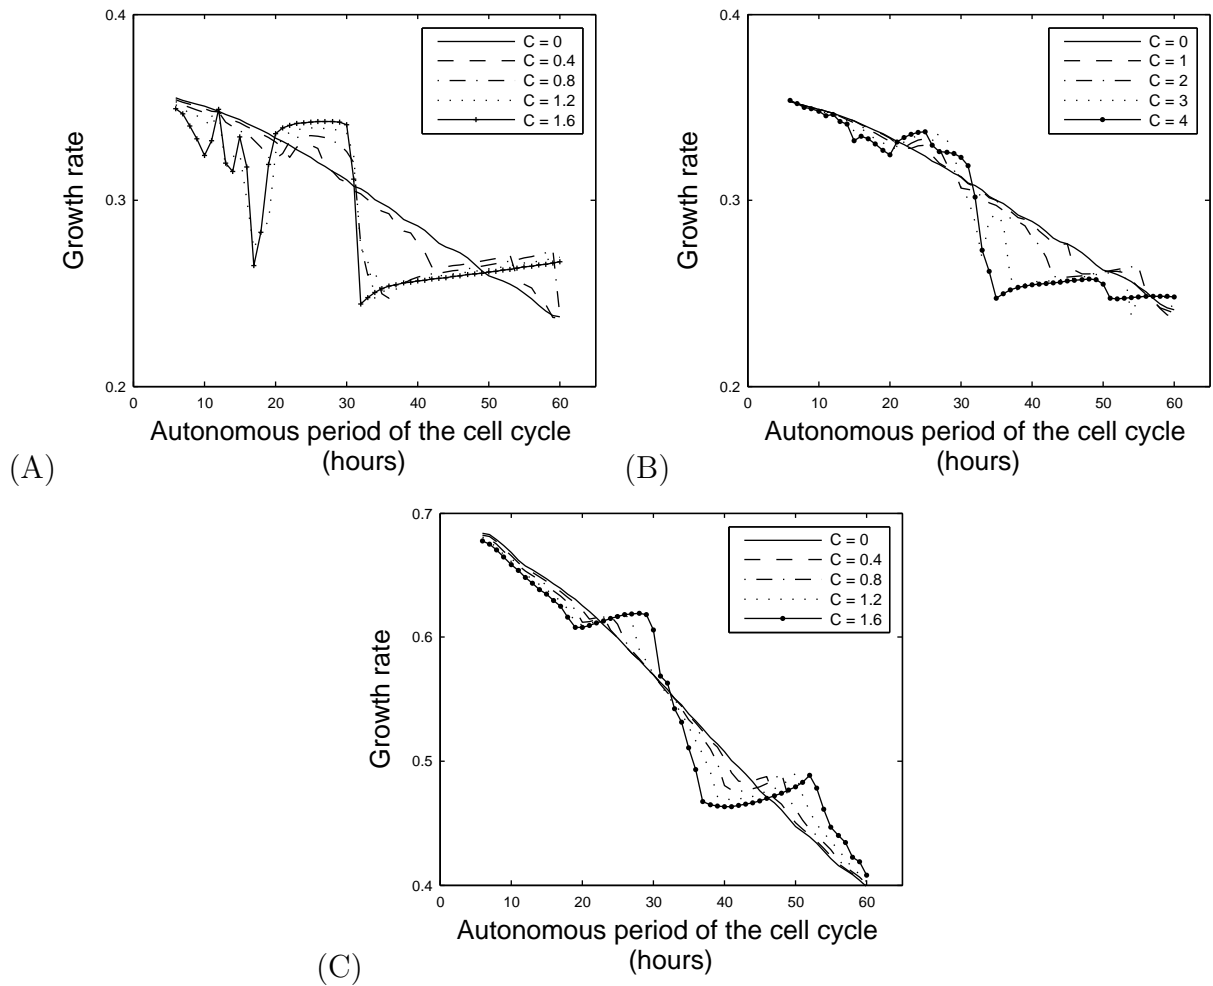 0.4
0.3
0.2
0
10
20
30
40
50
60
Growth rate
Autonomous period of the cell cycle
(hours)
C = 0
C = 0.4
C = 0.8
C = 1.2
C = 1.6
(A)
0.4
0.3
0.2
0
10
20
30
40
50
60
Growth rate
Autonomous period of the cell cycle
(hours)
C = 0
C = 1
C = 2
C = 3
C = 4
(B)
0.7
0.6
0.5
0.4
0
10
20
30
40
50
60
Growth rate
Autonomous period of the cell cycle
(hours)
C = 0
C = 0.4
C = 0.8
C = 1.2
C = 1.6
(C)